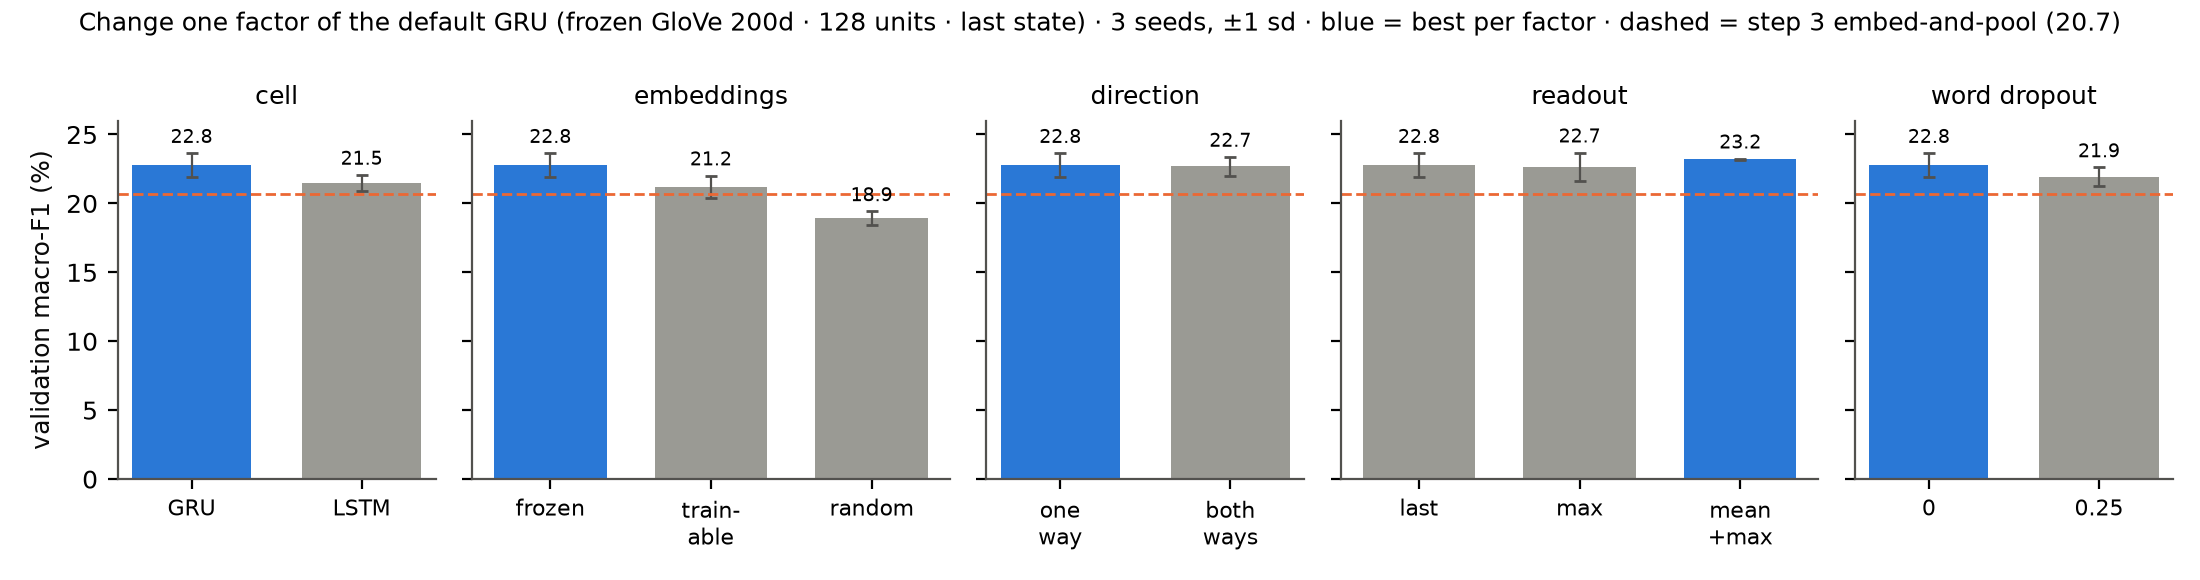 Change one factor of the default GRU (frozen GloVe 200d · 128 units · last state) · 3 seeds, ±1 sd · blue = best per factor · dashed = step 3 embed-and-pool (20.7)
cell
embeddings
direction
readout
word dropout
validation macro-F1 (%)
25
20
15
10
5
0
22.8
21.5
22.8
21.2
18.9
22.8
22.7
22.8
22.7
23.2
22.8
21.9
GRU
LSTM
frozen
train-
able
random
one
way
both
ways
last
max
mean
+max
0
0.25